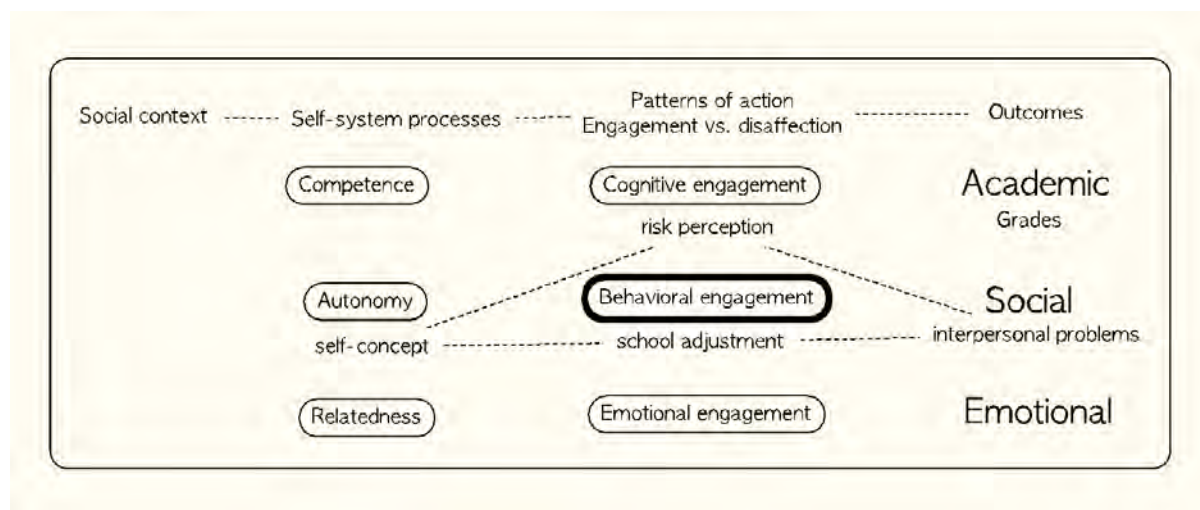 Social context
Self-system processes
Patterns of action
Engagement vs. disaffection
Outcomes
Competence
Cognitive engagement
Academic
risk perception
Grades
Autonomy
Behavioral engagement
Social
self-concept
school adjustment
interpersonal problems
Relatedness
Emotional engagement
Emotional